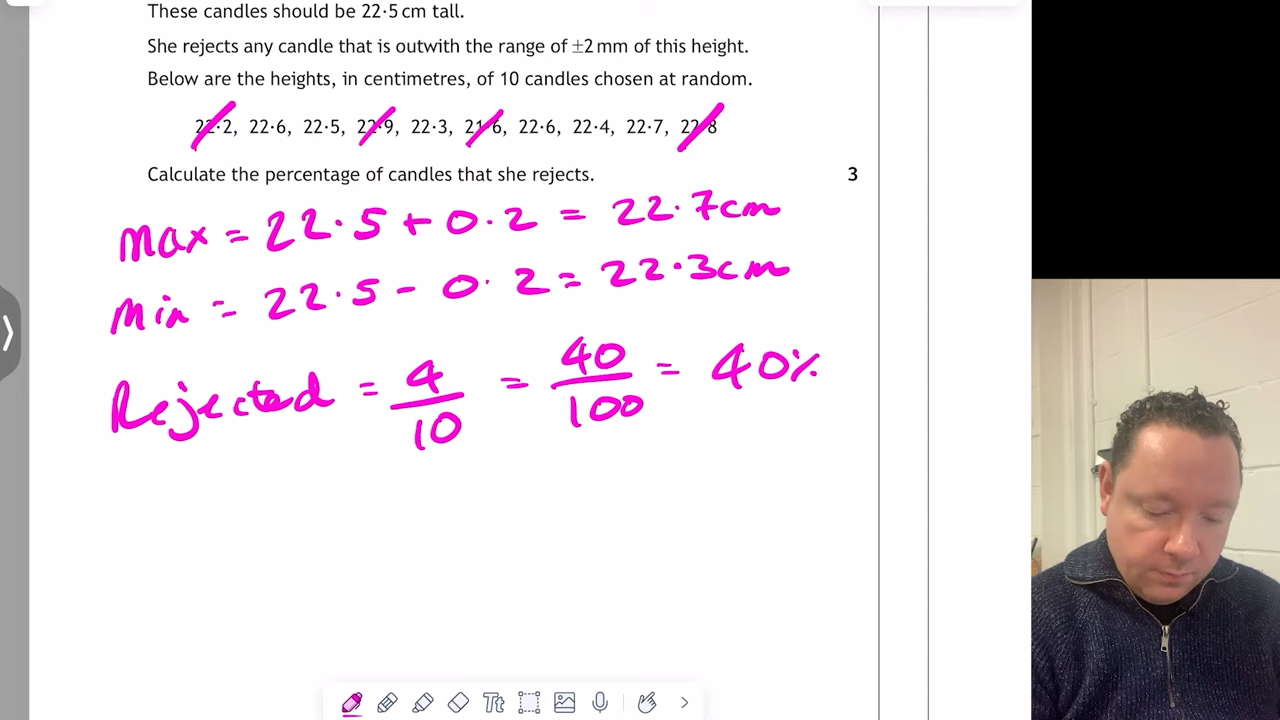 These candles should be 22·5 cm tall.
She rejects any candle that is outwith the range of ±2 mm of this height.
Below are the heights, in centimetres, of 10 candles chosen at random.
22·2, 22·6, 22·5, 22·9, 22·3, 21·6, 22·6, 22·4, 22·7, 22·8
Calculate the percentage of candles that she rejects. 3
Max = 22·5 + 0·2 = 22·7cm
Min = 22·5 - 0·2 = 22·3cm
Rejected = 4/10 = 40/100 = 40%
Tt